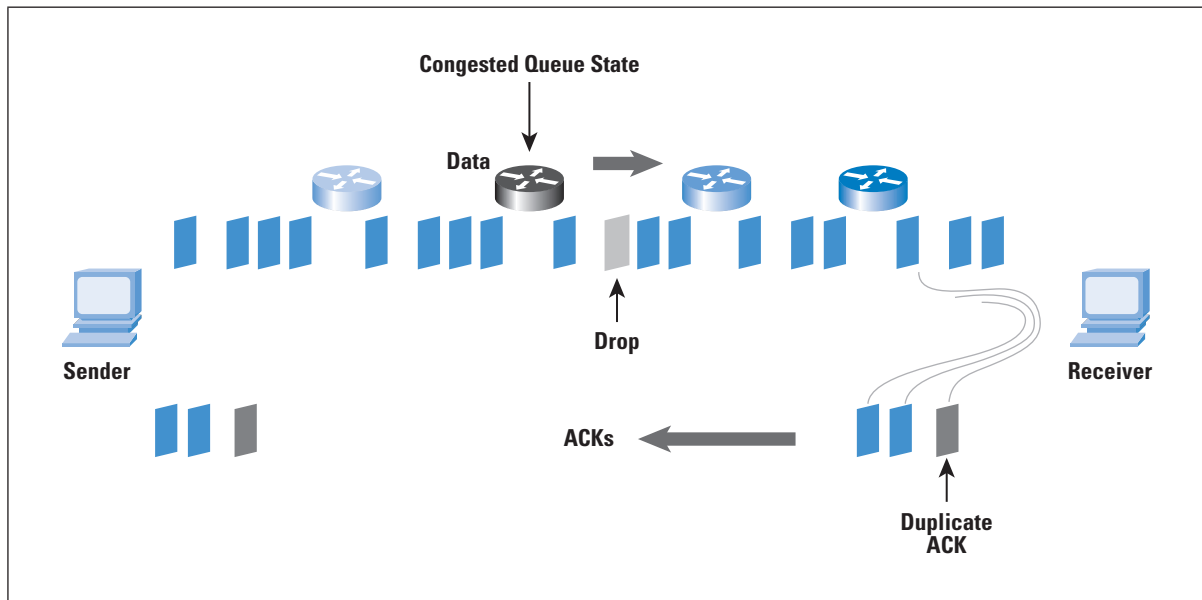 Congested Queue State
Data
Drop
Sender
Receiver
ACKs
Duplicate
ACK